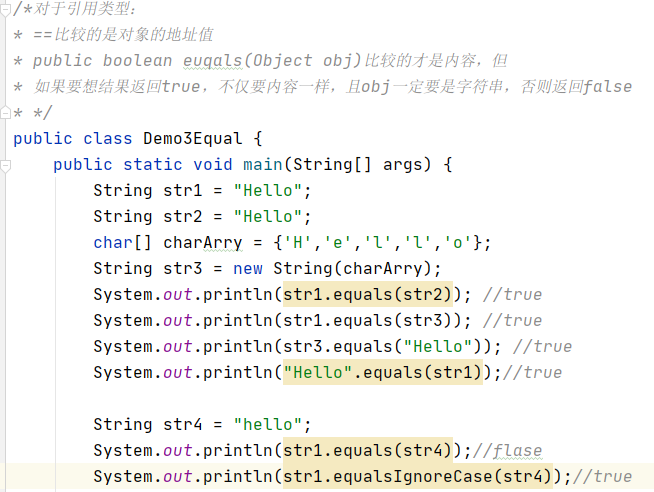 /*对于引用类型:
* ==比较的是对象的地址值
* public boolean euqals(Object obj)比较的才是内容，但
* 如果要想结果返回true，不仅要内容一样，且obj一定要是字符串，否则返回false
* */
public class Demo3Equal {
    public static void main(String[] args) {
        String str1 = "Hello";
        String str2 = "Hello";
        char[] charArry = {'H','e','l','l','o'};
        String str3 = new String(charArry);
        System.out.println(str1.equals(str2)); //true
        System.out.println(str1.equals(str3)); //true
        System.out.println(str3.equals("Hello")); //true
        System.out.println("Hello".equals(str1));//true

        String str4 = "hello";
        System.out.println(str1.equals(str4));//flase
        System.out.println(str1.equalsIgnoreCase(str4));//true